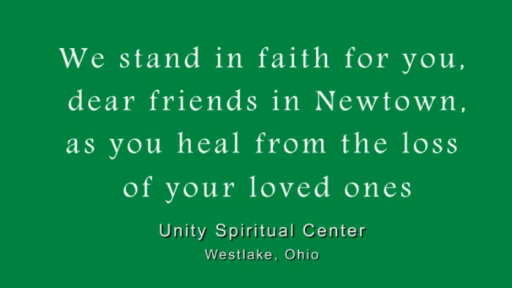 We stand in faith for you,
dear friends in Newtown,
as you heal from the loss
of your loved ones
Unity Spiritual Center
Westlake, Ohio